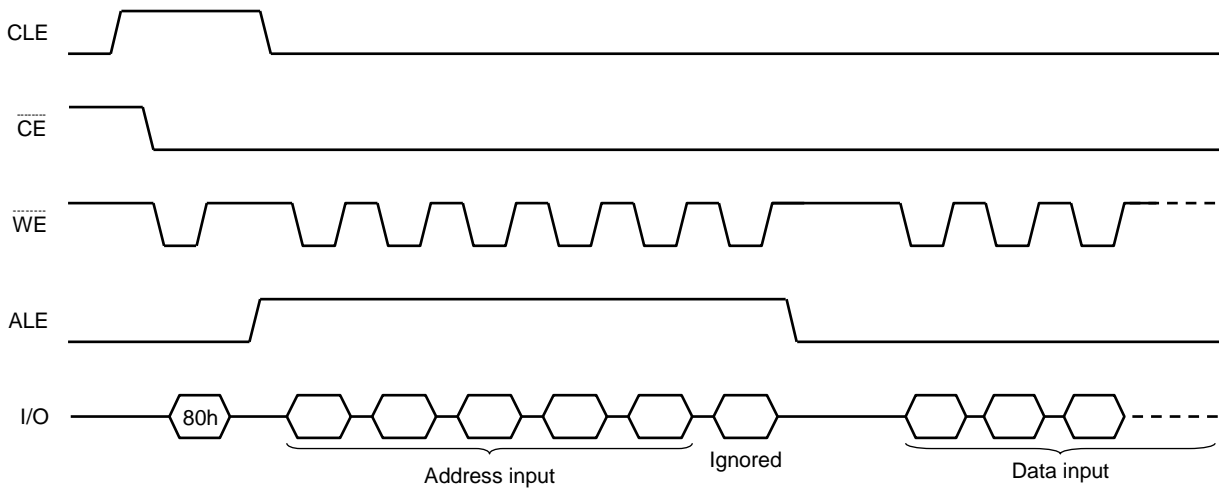 CLE
CE
WE
ALE
I/O
80h
Address input
Ignored
Data input